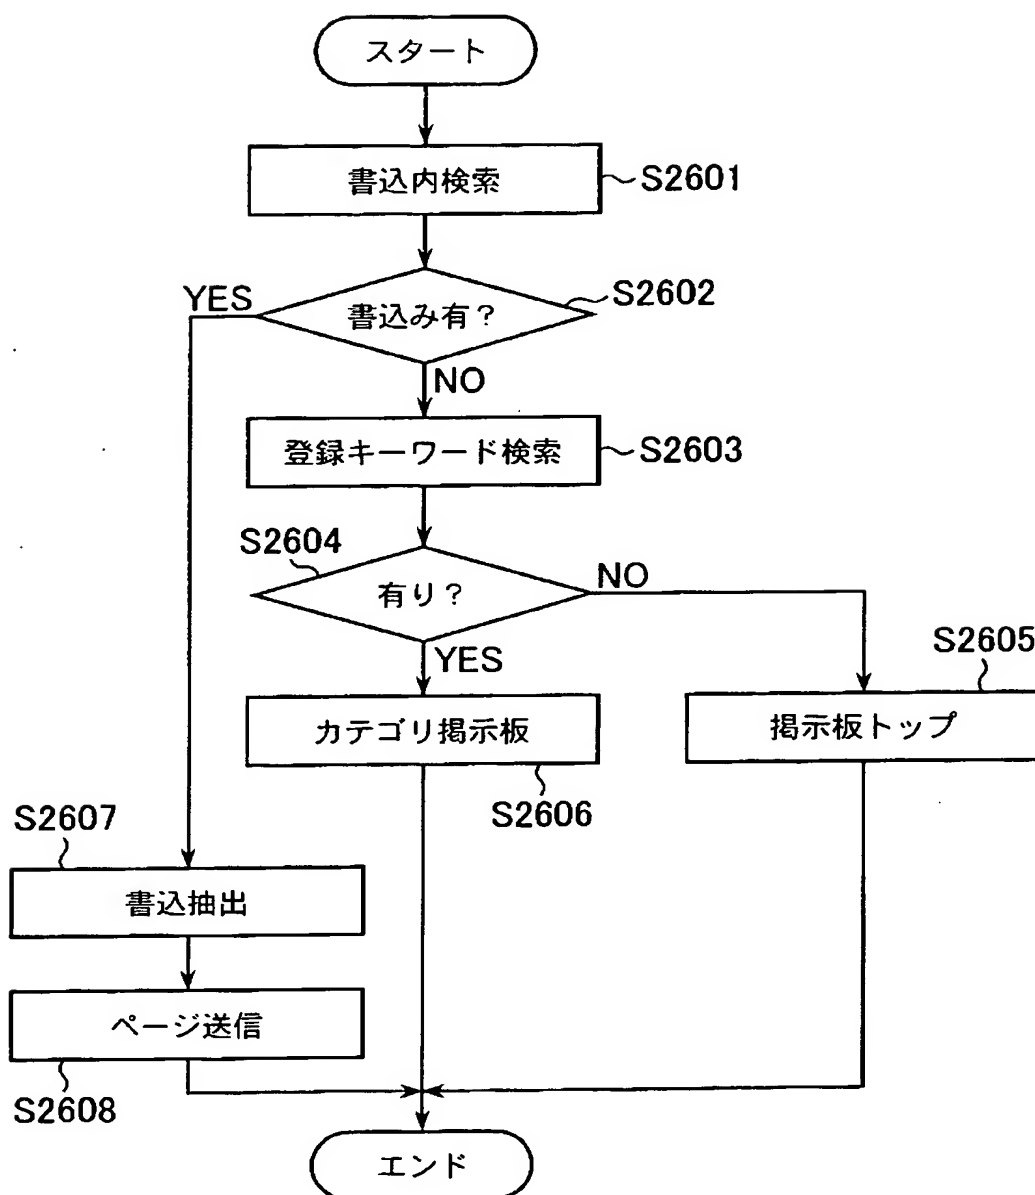 スタート
書込内検索
S2601
書込み有？
S2602
YES
NO
登録キーワード検索
S2603
S2604
有り？
NO
YES
S2605
カテゴリ掲示板
掲示板トップ
S2606
S2607
書込抽出
ページ送信
S2608
エンド